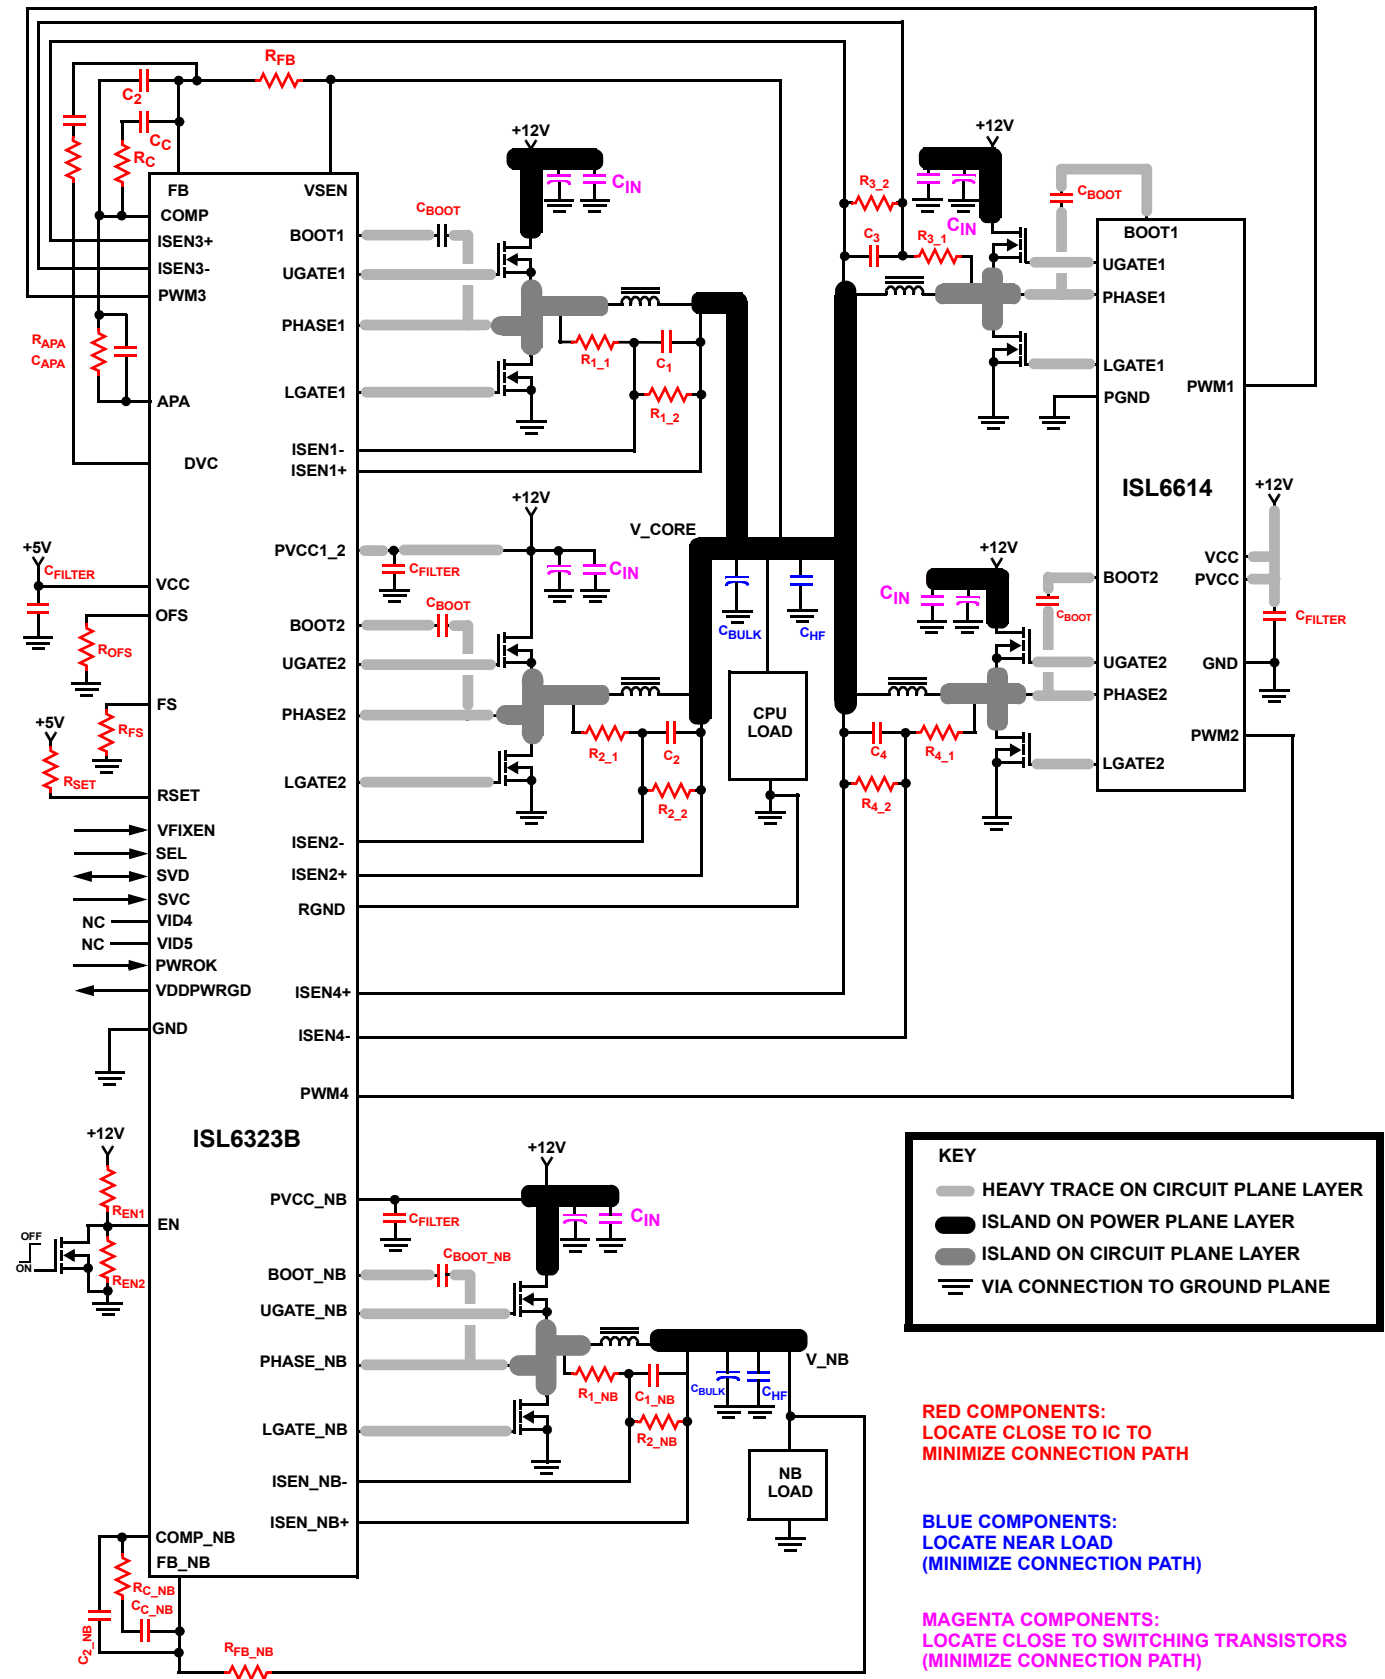 RFB
C2
CC
RC
FB
VSEN
COMP
ISEN3+
ISEN3-
PWM3
RAPA
CAPA
APA
DVC
+12V
CIN
CBOOT
BOOT1
UGATE1
PHASE1
LGATE1
R1_1
C1
R1_2
ISEN1-
ISEN1+
+12V
CIN
R3_2
C3
R3_1
CBOOT
BOOT1
UGATE1
PHASE1
LGATE1
PGND
PWM1
ISL6614
+12V
VCC
PVCC
CFILTER
GND
PWM2
+12V
V_CORE
PVCC1_2
CFILTER
CIN
CBOOT
BOOT2
UGATE2
PHASE2
LGATE2
R2_1
C2
R2_2
ISEN2-
ISEN2+
RGND
CBULK
CHF
CPU
LOAD
+12V
CIN
CBOOT
BOOT2
UGATE2
PHASE2
LGATE2
C4
R4_1
R4_2
+5V
CFILTER
VCC
OFS
ROFS
FS
RFS
+5V
RSET
RSET
VFIXEN
SEL
SVD
SVC
NC
VID4
NC
VID5
PWROK
VDDPWRGD
GND
ISEN4+
ISEN4-
PWM4
ISL6323B
+12V
REN1
EN
OFF
ON
REN2
+12V
PVCC_NB
CFILTER
CIN
CBOOT_NB
BOOT_NB
UGATE_NB
PHASE_NB
LGATE_NB
R1_NB
C1_NB
R2_NB
CBULK
CHF
V_NB
ISEN_NB-
ISEN_NB+
NB
LOAD
COMP_NB
FB_NB
RC_NB
CC_NB
C2_NB
RFB_NB
KEY
HEAVY TRACE ON CIRCUIT PLANE LAYER
ISLAND ON POWER PLANE LAYER
ISLAND ON CIRCUIT PLANE LAYER
VIA CONNECTION TO GROUND PLANE
RED COMPONENTS:
LOCATE CLOSE TO IC TO
MINIMIZE CONNECTION PATH
BLUE COMPONENTS:
LOCATE NEAR LOAD
(MINIMIZE CONNECTION PATH)
MAGENTA COMPONENTS:
LOCATE CLOSE TO SWITCHING TRANSISTORS
(MINIMIZE CONNECTION PATH)